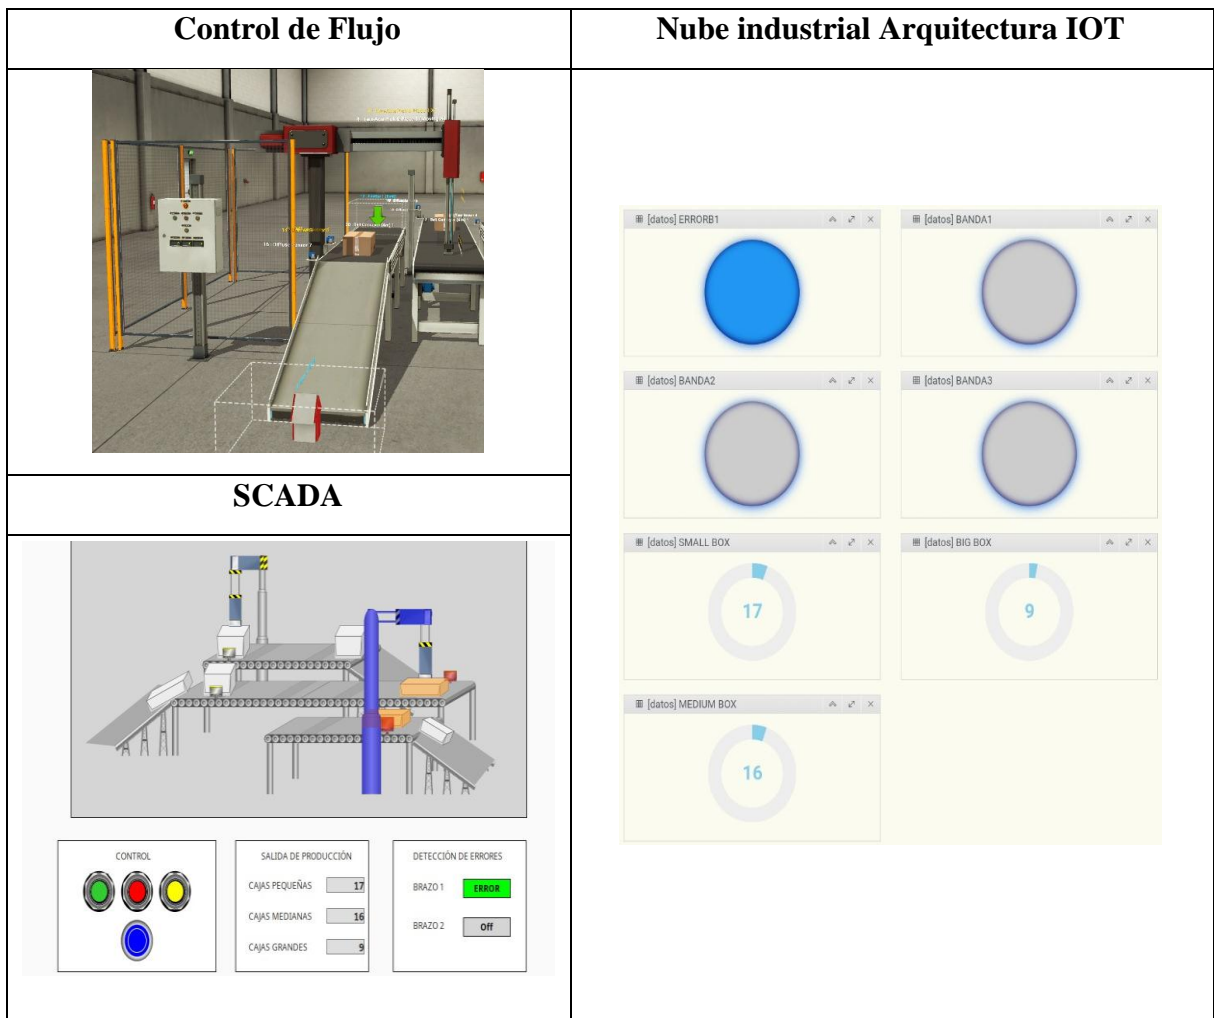 Control de Flujo
Nube industrial Arquitectura IOT
[datos] ERRORB1
[datos] BANDA1
[datos] BANDA2
[datos] BANDA3
[datos] SMALL BOX
[datos] BIG BOX
17
9
[datos] MEDIUM BOX
16
SCADA
CONTROL
SALIDA DE PRODUCCIÓN
CAJAS PEQUEÑAS 17
CAJAS MEDIANAS 16
CAJAS GRANDES 9
DETECCIÓN DE ERRORES
BRAZO 1 ERROR
BRAZO 2 Off